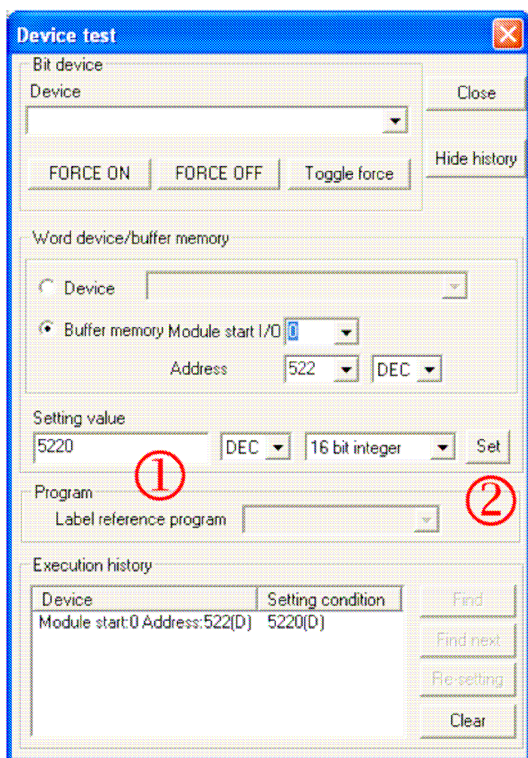 Device test
Bit device
Device
Close
FORCE ON FORCE OFF Toggle force
Hide history
Word device/buffer memory
Device
Buffer memory Module start I/O 0
Address 522 DEC
Setting value
5220 DEC 16 bit integer Set
① ②
Program
Label reference program
Execution history
Device Setting condition
Module start:0 Address:522(D) 5220(D)
Find
Find next
Re-setting
Clear